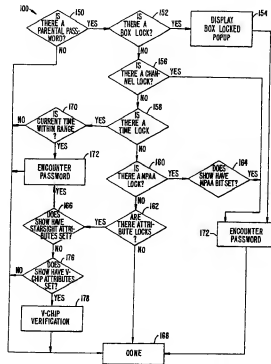 100
150
IS
THERE A
PARENTAL PASS-
WORD?
YES
NO
152
IS
THERE A
BOX LOCK?
YES
NO
154
DISPLAY
BOX LOCKED
POPUP
156
IS
THERE A CHAN-
NEL LOCK?
YES
NO
158
IS
THERE A
TIME LOCK
?
YES
NO
170
IS
CURRENT TIME
WITHIN RANGE
?
NO
YES
172
ENCOUNTER
PASSWORD
160
IS
THERE A MPAA
LOCK?
YES
NO
164
DOES
SHOW HAVE
MPAA BIT SET?
YES
162
ARE
THERE ATT-
RIBUTE LOCKS
?
YES
NO
166
DOES
SHOW HAVE
STARSIGHT ATTRI-
BUTES SET?
YES
NO
172
ENCOUNTER
PASSWORD
176
DOES
SHOW HAVE V-
CHIP ATTRIBUTES
SET?
NO
YES
178
V-CHIP
VERIFICATION
168
DONE